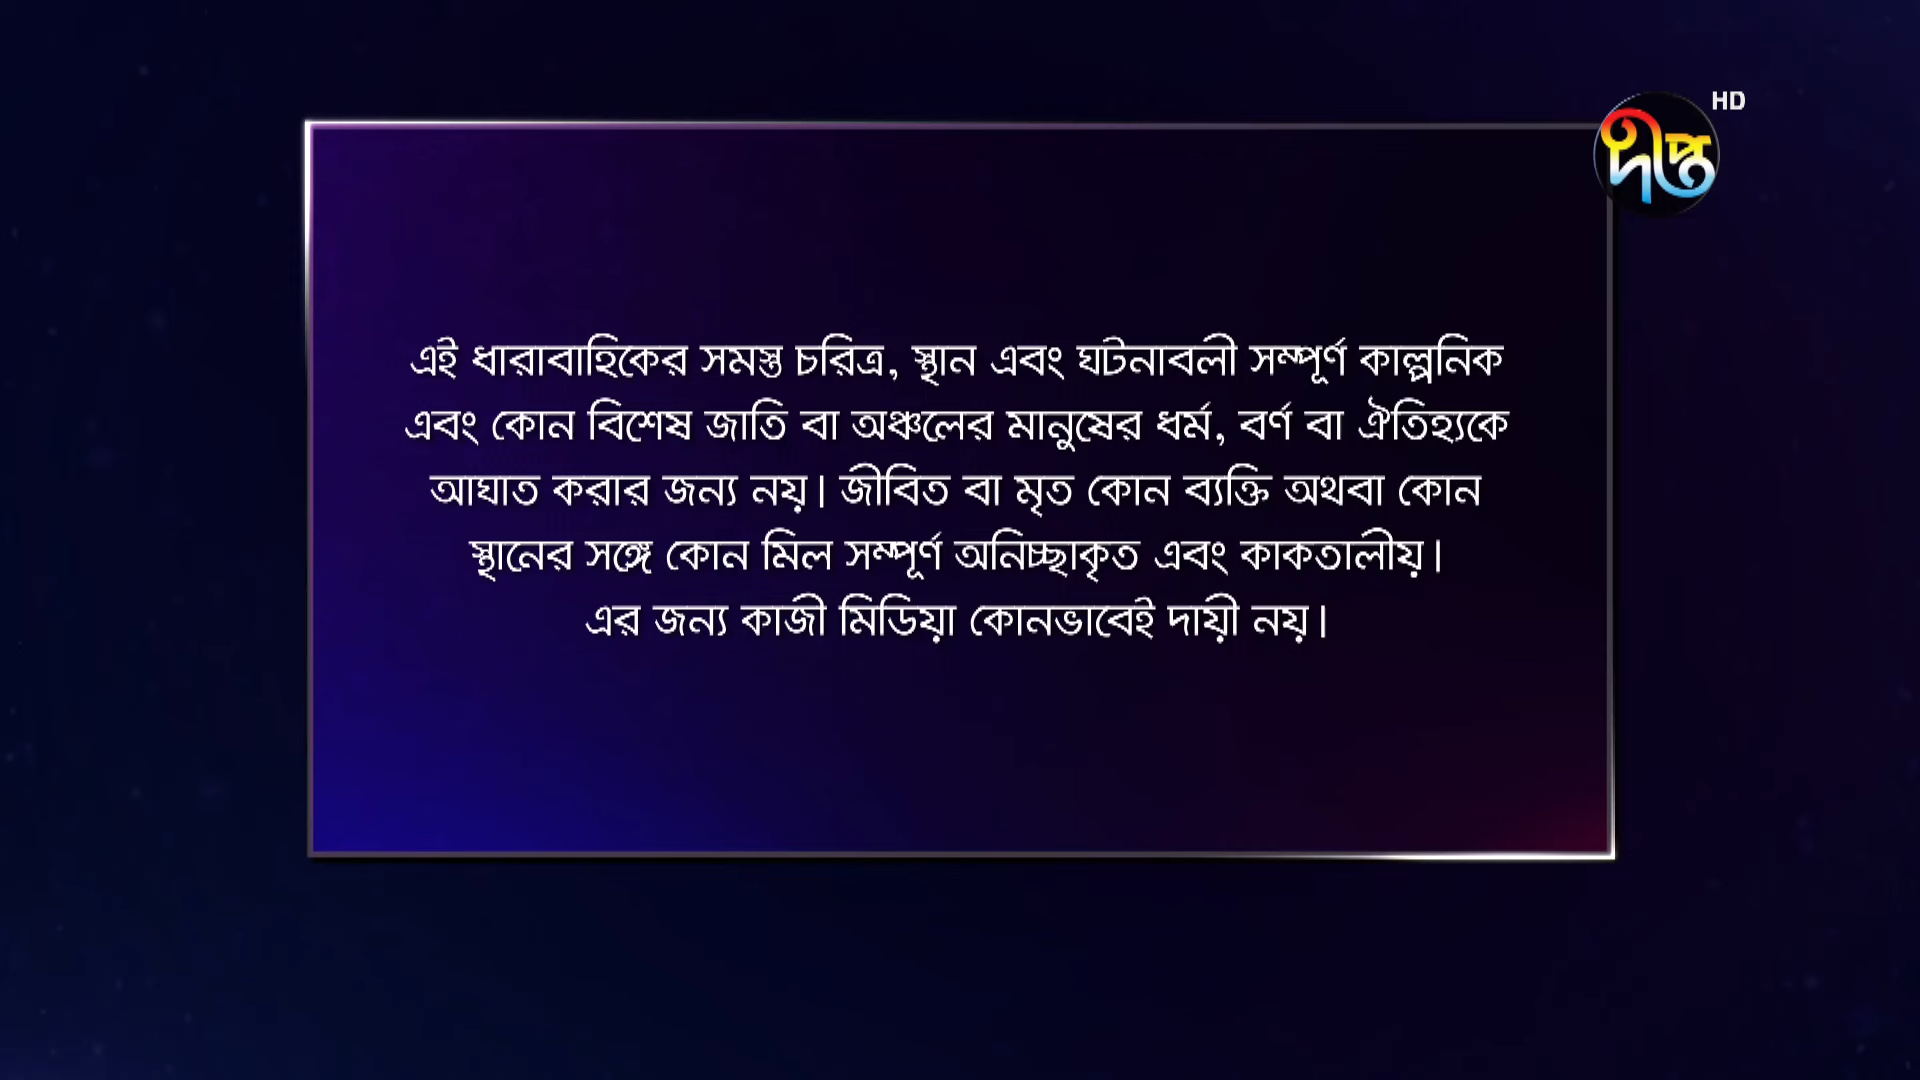 HD
দীপ্ত
এই ধারাবাহিকের সমস্ত চরিত্র, স্থান এবং ঘটনাবলী সম্পূর্ণ কাল্পনিক
এবং কোন বিশেষ জাতি বা অঞ্চলের মানুষের ধর্ম, বর্ণ বা ঐতিহ্যকে
আঘাত করার জন্য নয়। জীবিত বা মৃত কোন ব্যক্তি অথবা কোন
স্থানের সঙ্গে কোন মিল সম্পূর্ণ অনিচ্ছাকৃত এবং কাকতালীয়।
এর জন্য কাজী মিডিয়া কোনভাবেই দায়ী নয়।